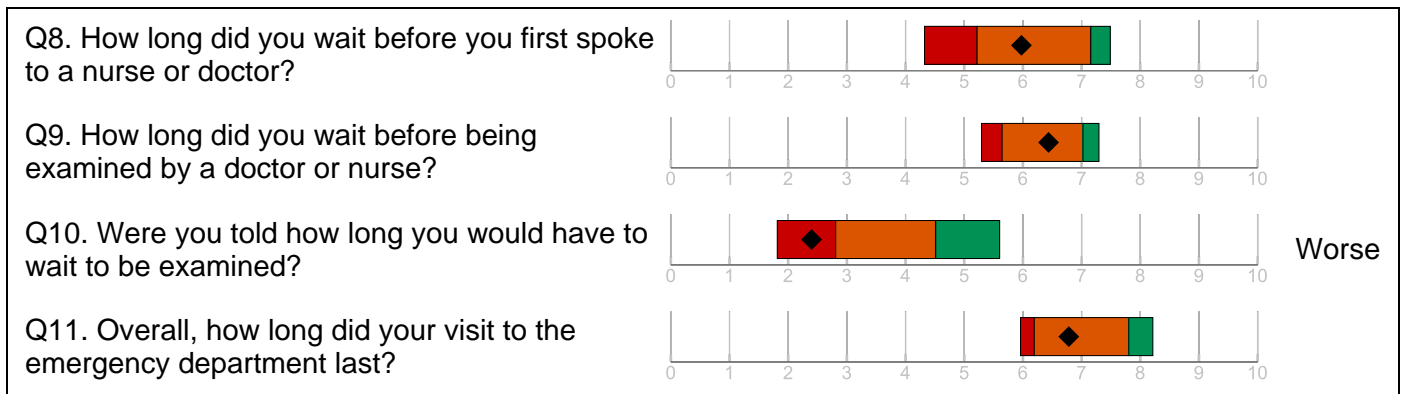 Q8. How long did you wait before you first spoke
to a nurse or doctor?
0 1 2 3 4 5 6 7 8 9 10
Q9. How long did you wait before being
examined by a doctor or nurse?
0 1 2 3 4 5 6 7 8 9 10
Q10. Were you told how long you would have to
wait to be examined?
Worse
0 1 2 3 4 5 6 7 8 9 10
Q11. Overall, how long did your visit to the
emergency department last?
0 1 2 3 4 5 6 7 8 9 10